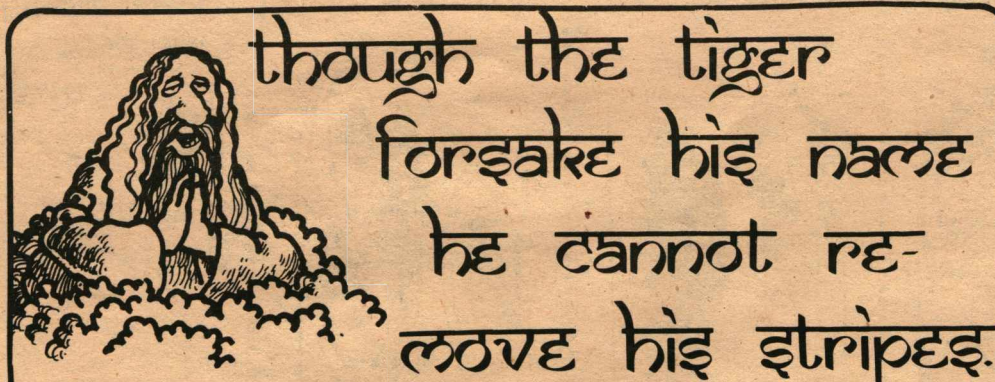 though the tiger
forsake his name
he cannot re-
move his stripes.